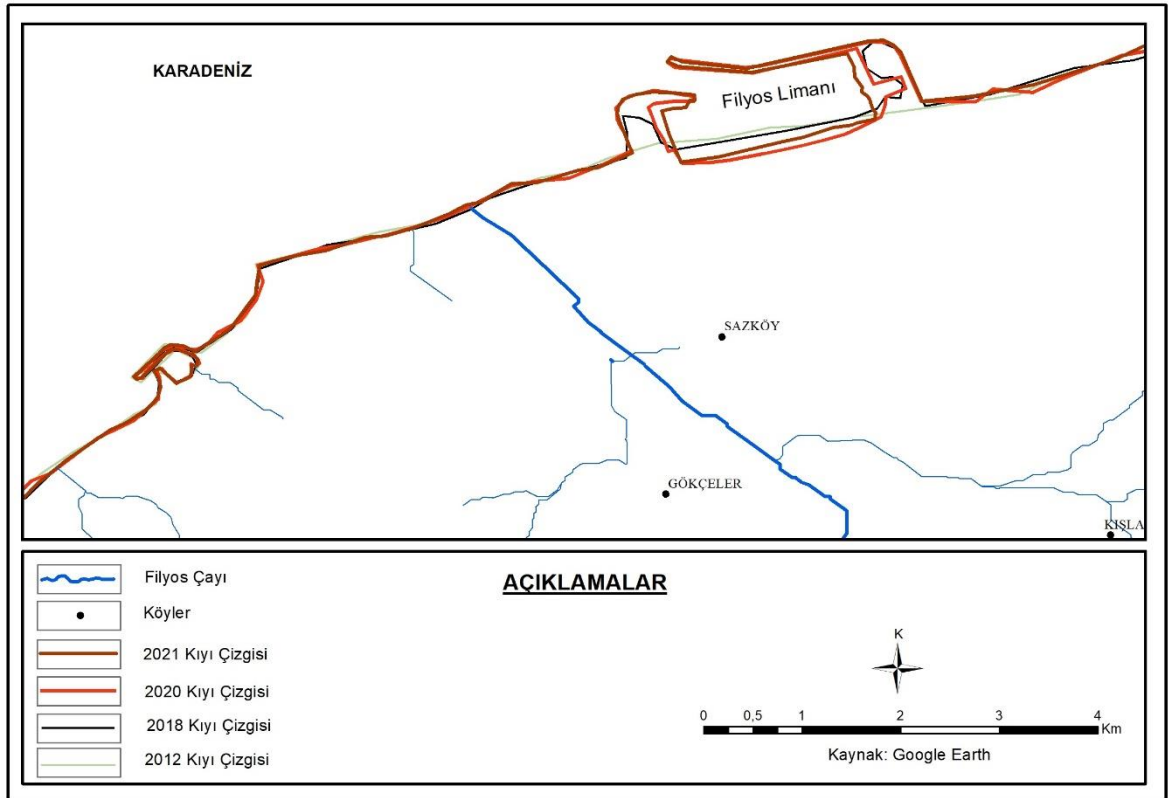 KARADENİZ
Filyos Limanı
SAZKÖY
GÖKÇELER
KIŞLA
AÇIKLAMALAR
Filyos Çayı
Köyler
2021 Kıyı Çizgisi
2020 Kıyı Çizgisi
2018 Kıyı Çizgisi
2012 Kıyı Çizgisi
K
0 0,5 1 2 3 4
Km
Kaynak: Google Earth